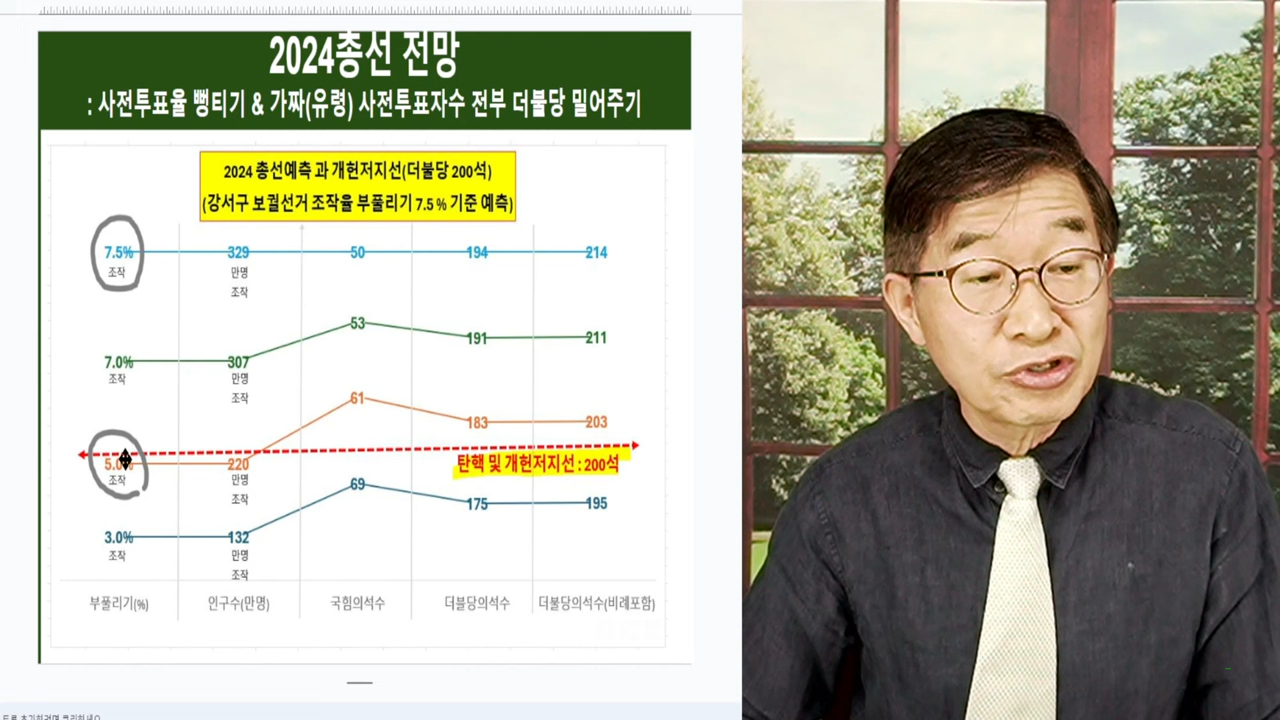 2024총선 전망
: 사전투표율 뻥티기 & 가짜(유령) 사전투표자수 전부 더불당 밀어주기
2024 총선예측 과 개헌저지선(더불당 200석)
(강서구 보궐선거 조작율 부풀리기 7.5 % 기준 예측)
7.5% 329 50 194 214
조작 만명
조작
53
191 211
7.0% 307
조작 만명
조작
61
183 203
탄핵 및 개헌저지선 : 200석
220
조작 만명
조작
69
175 195
3.0% 132
조작 만명
조작
부풀리기(%) 인구수(만명) 국힘의석수 더블당의석수 더불당의석수(비례포함)